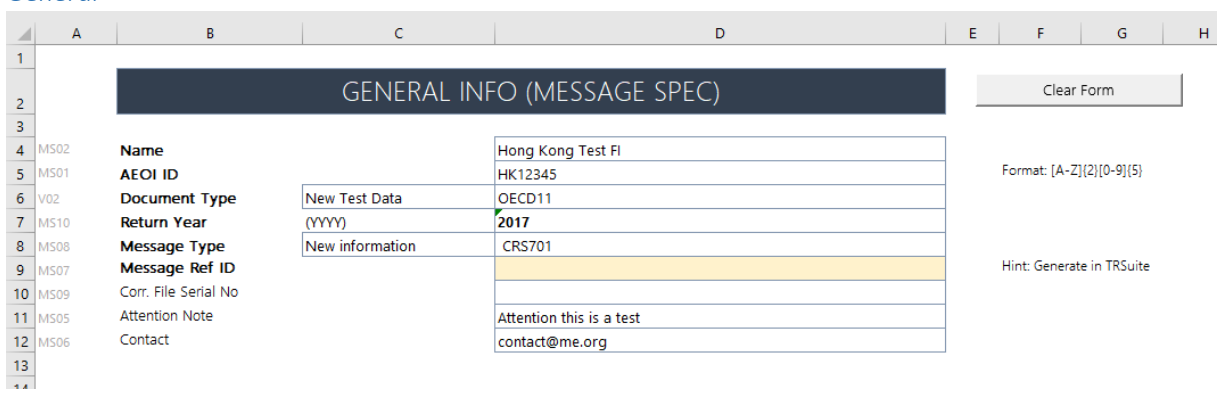 A B C D E F G H
1
GENERAL INFO (MESSAGE SPEC) Clear Form
2
3
4 MS02 Name Hong Kong Test FI
5 MS01 AEOI ID HK12345 Format: [A-Z]{2}[0-9]{5}
6 V02 Document Type New Test Data OECD11
7 MS10 Return Year (YYYY) 2017
8 MS08 Message Type New information CRS701
9 MS07 Message Ref ID Hint: Generate in TRSuite
10 MS09 Corr. File Serial No
11 MS05 Attention Note Attention this is a test
12 MS06 Contact contact@me.org
13